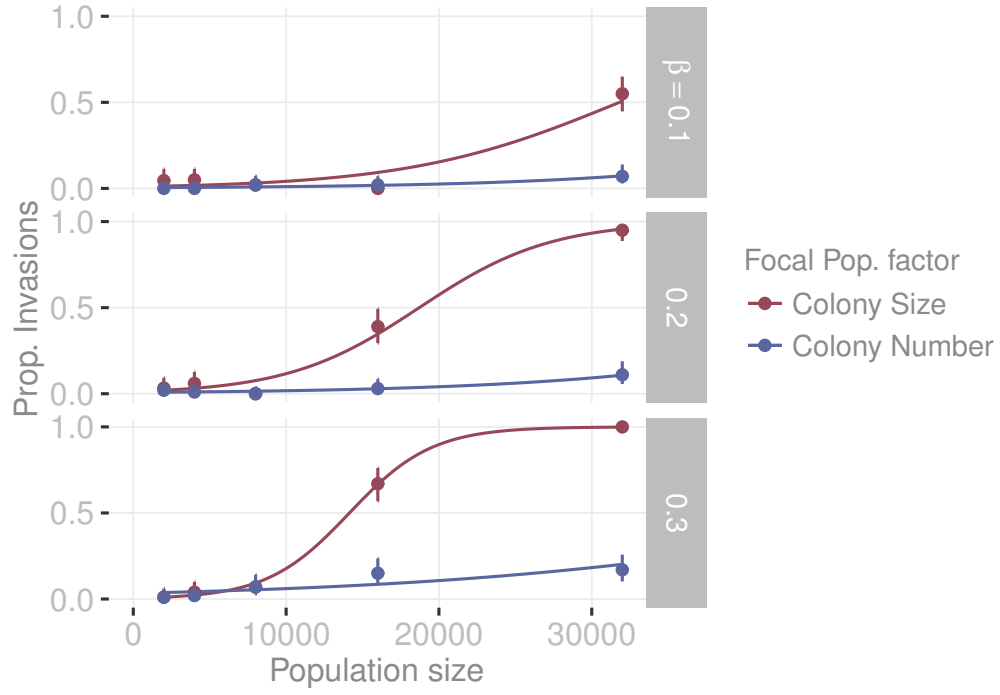 1.0
0.5
0.0
β = 0.1
1.0
0.5
0.0
0.2
1.0
0.5
0.0
0.3
Prop. Invasions
0
10000
20000
30000
Population size
Focal Pop. factor
Colony Size
Colony Number